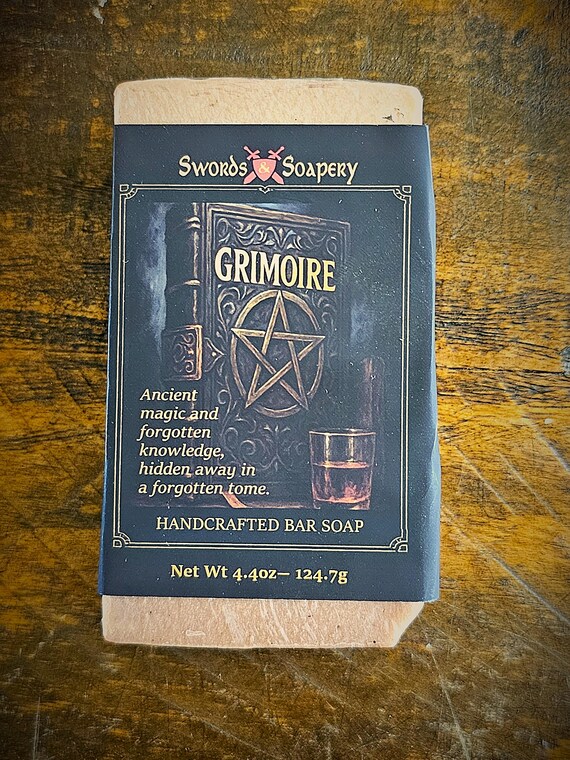 Swords & Soapery
GRIMOIRE
Ancient
magic and
forgotten
knowledge,
hidden away in
a forgotten tome.
HANDCRAFTED BAR SOAP
Net Wt 4.4oz— 124.7g